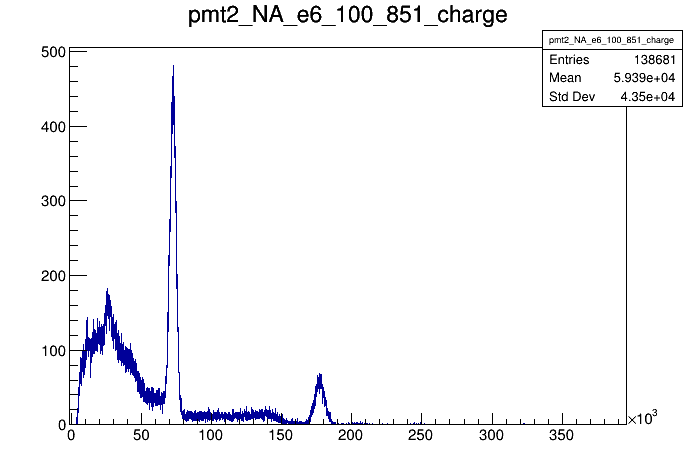 pmt2_NA_e6_100_851_charge
pmt2_NA_e6_100_851_charge
Entries 138681
Mean 5.939e+04
Std Dev 4.35e+04
500
400
300
200
100
0
0 50 100 150 200 250 300 350
×10³